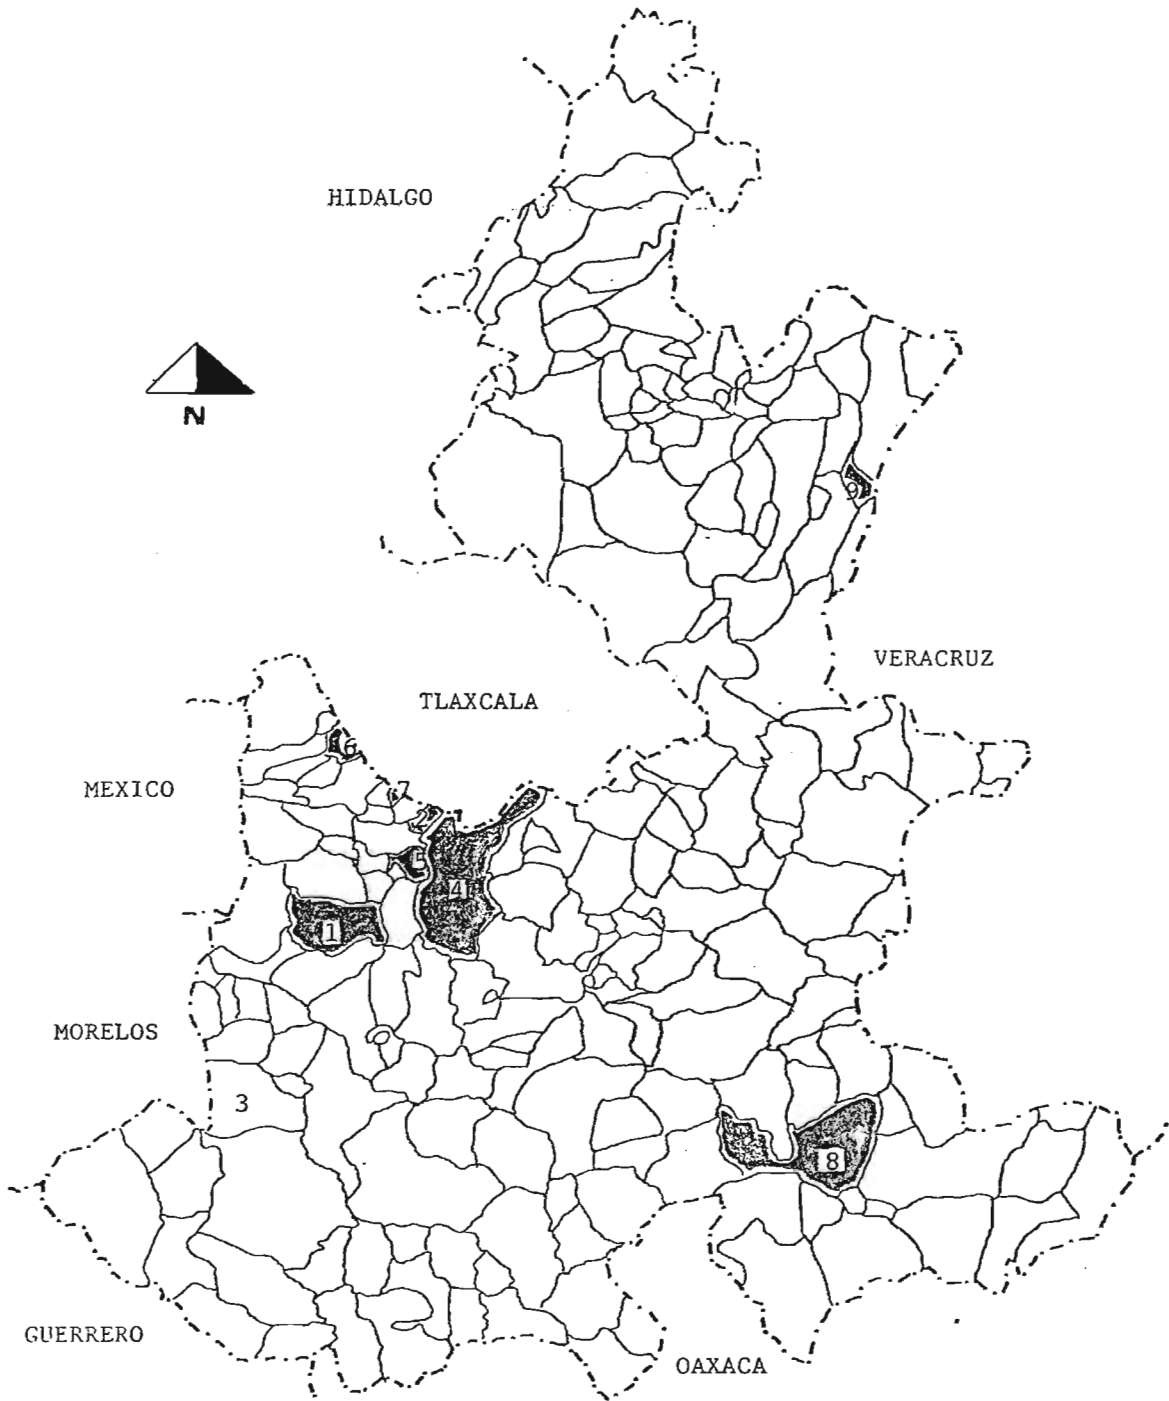 HIDALGO
N
9
VERACRUZ
TLAXCALA
6
MEXICO
7
2
5
4
1
MORELOS
3
8
GUERRERO
OAXACA